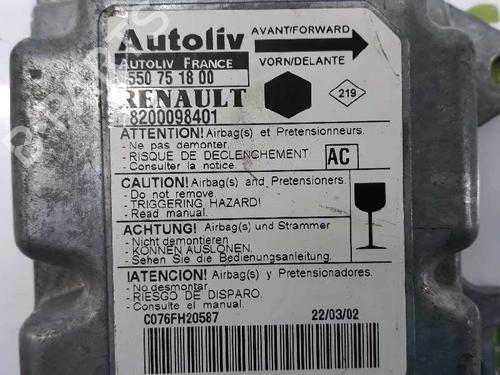 Autoliv
AVANT/FORWARD
AUTOLIV FRANCE
VORN/DELANTE
550 75 18 00
RENAULT
8200098401
219
ATTENTION! Airbag(s) et Pretensionneurs.
- Ne pas demonter.
- RISQUE DE DECLENCHEMENT
- Consulter la notice.
AC
CAUTION! Airbag(s) and Pretensioners.
- Do not remove.
- TRIGGERING HAZARD!
- Read manual.
ACHTUNG! Airbag(s) und Strammer
- Nicht demontieren.
- KÖNNEN AUSLÖNEN.
- Sehen Sie die Bedienungsanleitung.
!ATENCION! Airbag(s) y Pretensionadores.
- No desmontar
- RIESGO DE DISPARO.
- Consulte el manual.
C076FH20587
22/03/02